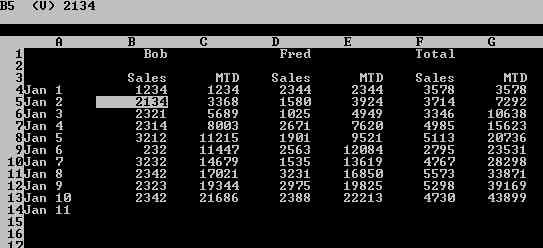 B5 (V) 2134
A B C D E F G
1 Bob Fred Total
2
3 Sales MTD Sales MTD Sales MTD
4 Jan 1 1234 1234 2344 2344 3578 3578
5 Jan 2 2134 3368 1580 3924 3714 7292
6 Jan 3 2321 5689 1025 4949 3346 10638
7 Jan 4 2314 8003 2671 7620 4985 15623
8 Jan 5 3212 11215 1901 9521 5113 20736
9 Jan 6 232 11447 2563 12084 2795 23531
10 Jan 7 3232 14679 1535 13619 4767 28298
11 Jan 8 2342 17021 3231 16850 5573 33871
12 Jan 9 2323 19344 2975 19825 5298 39169
13 Jan 10 2342 21686 2388 22213 4730 43899
14 Jan 11
15
16
17